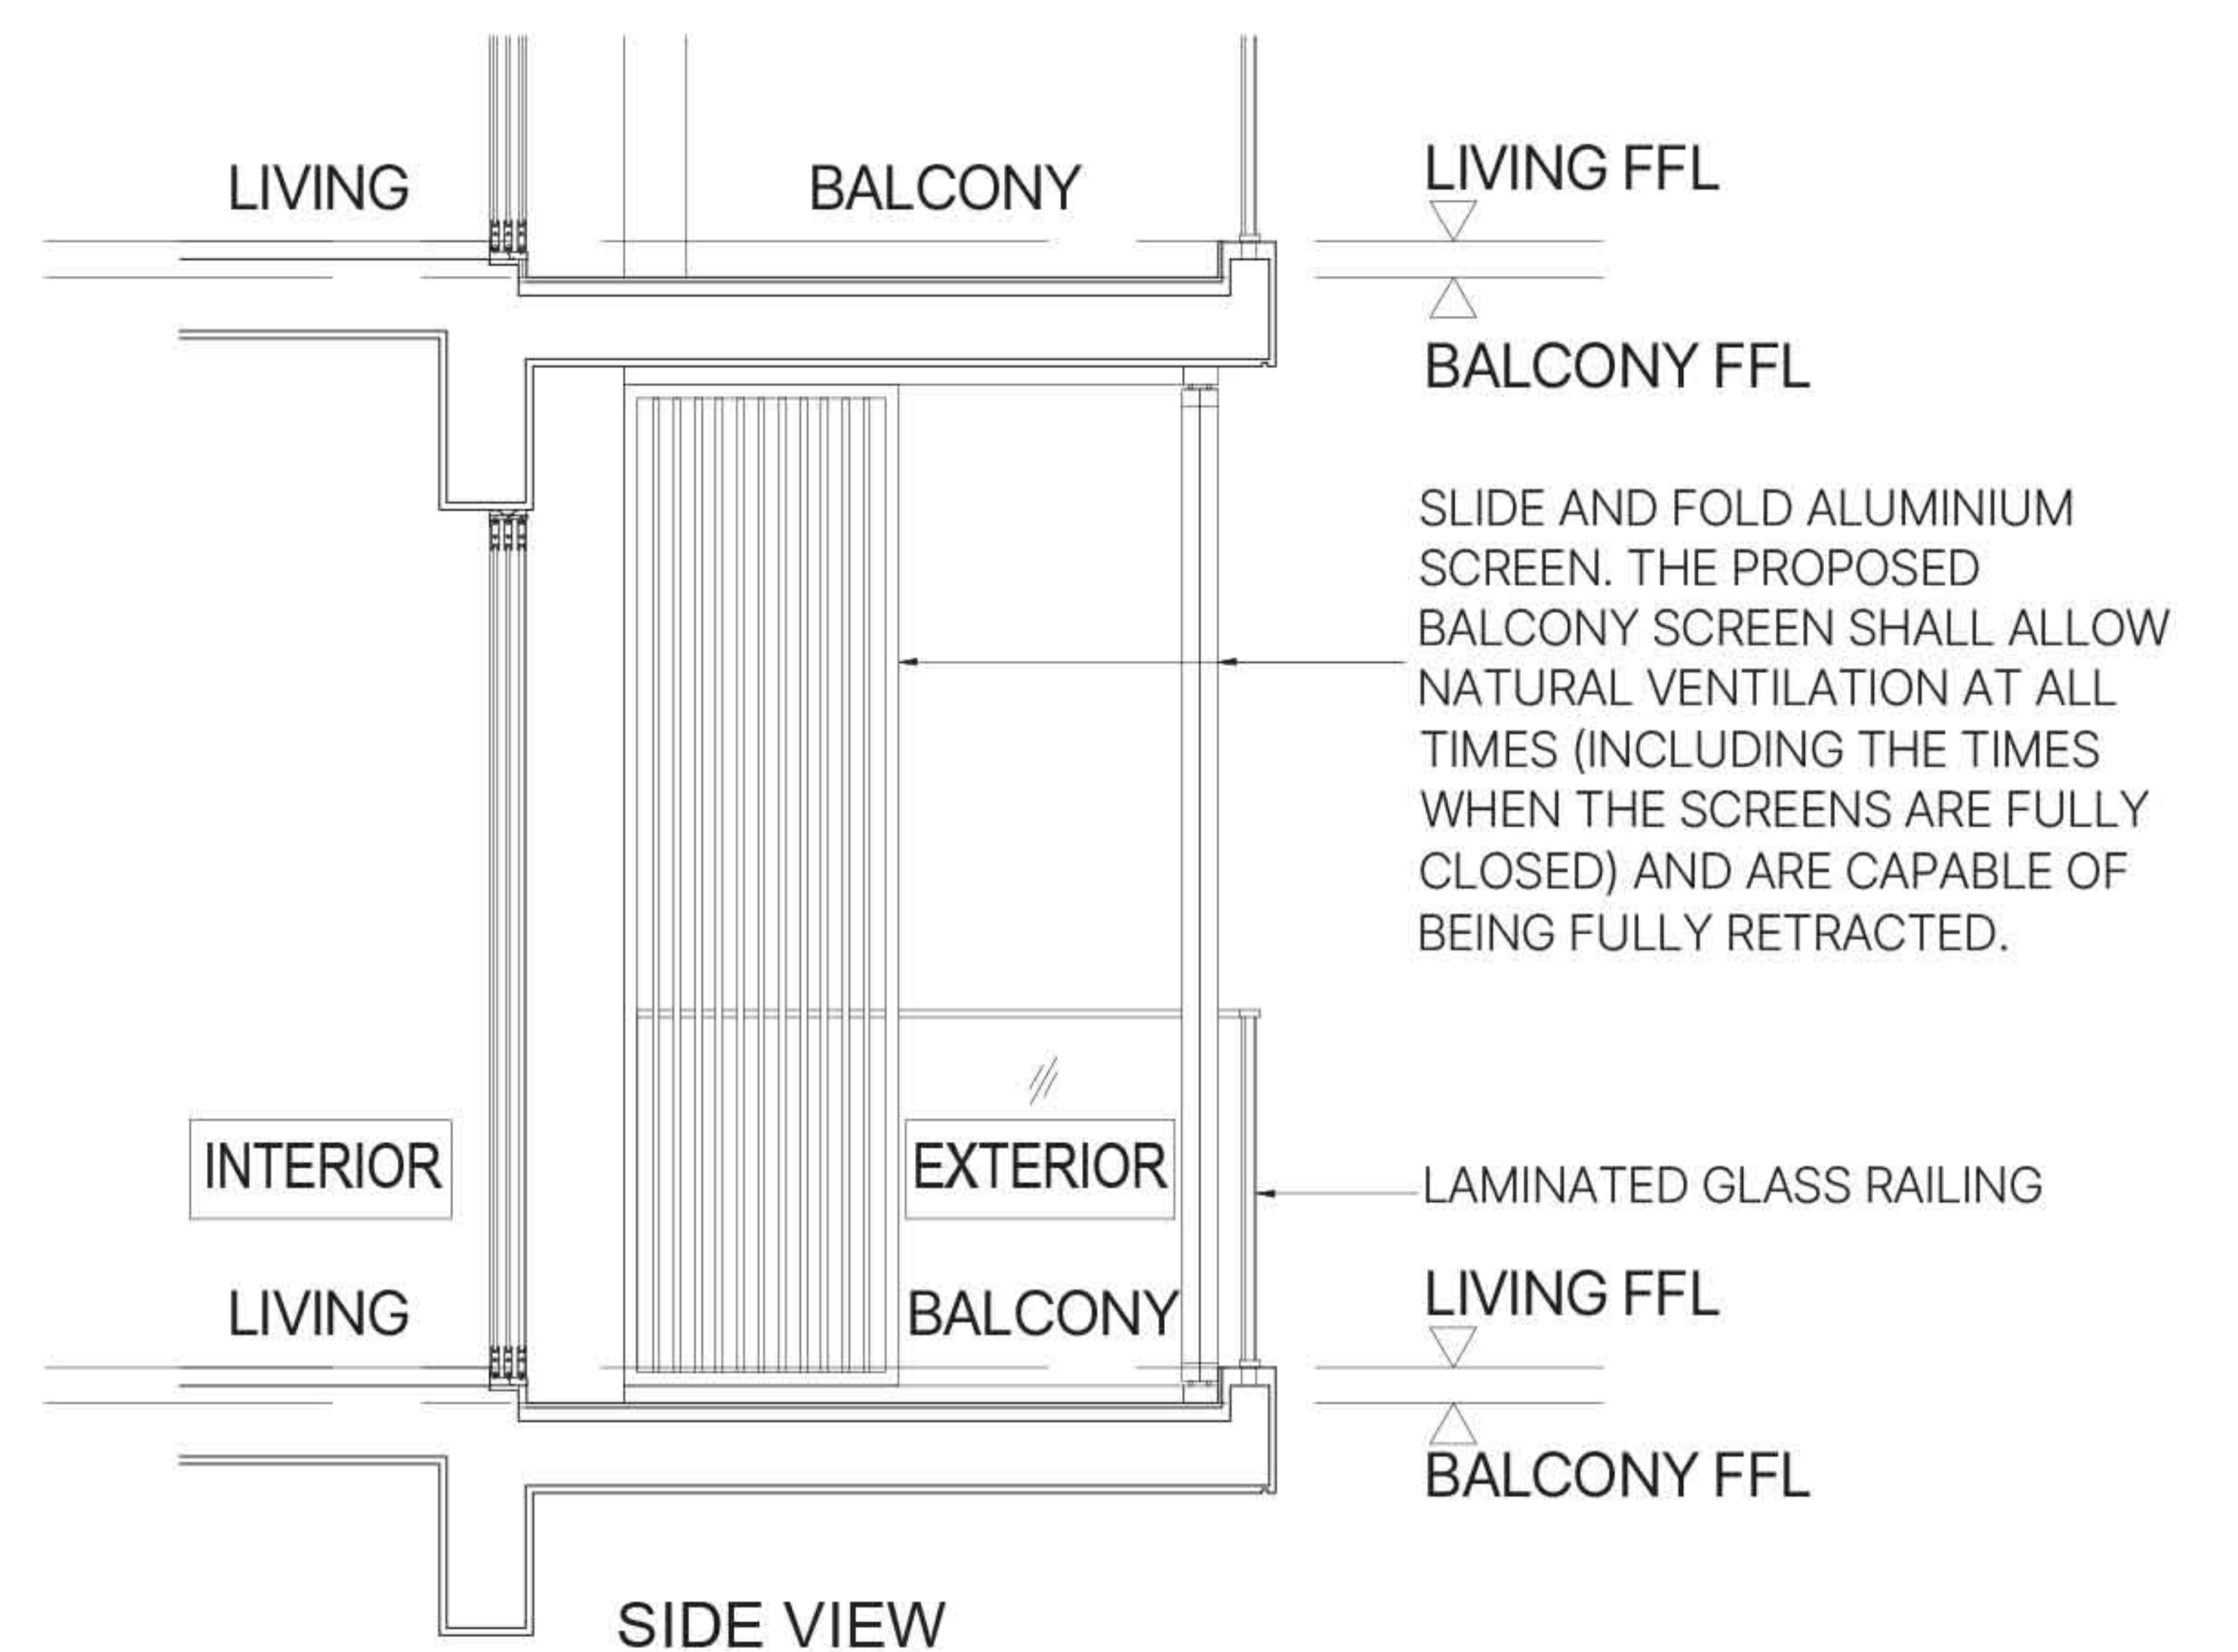 LIVING
BALCONY
LIVING FFL
BALCONY FFL
SLIDE AND FOLD ALUMINIUM
SCREEN. THE PROPOSED
BALCONY SCREEN SHALL ALLOW
NATURAL VENTILATION AT ALL
TIMES (INCLUDING THE TIMES
WHEN THE SCREENS ARE FULLY
CLOSED) AND ARE CAPABLE OF
BEING FULLY RETRACTED.
INTERIOR
EXTERIOR
LAMINATED GLASS RAILING
LIVING
BALCONY
LIVING FFL
BALCONY FFL
SIDE VIEW